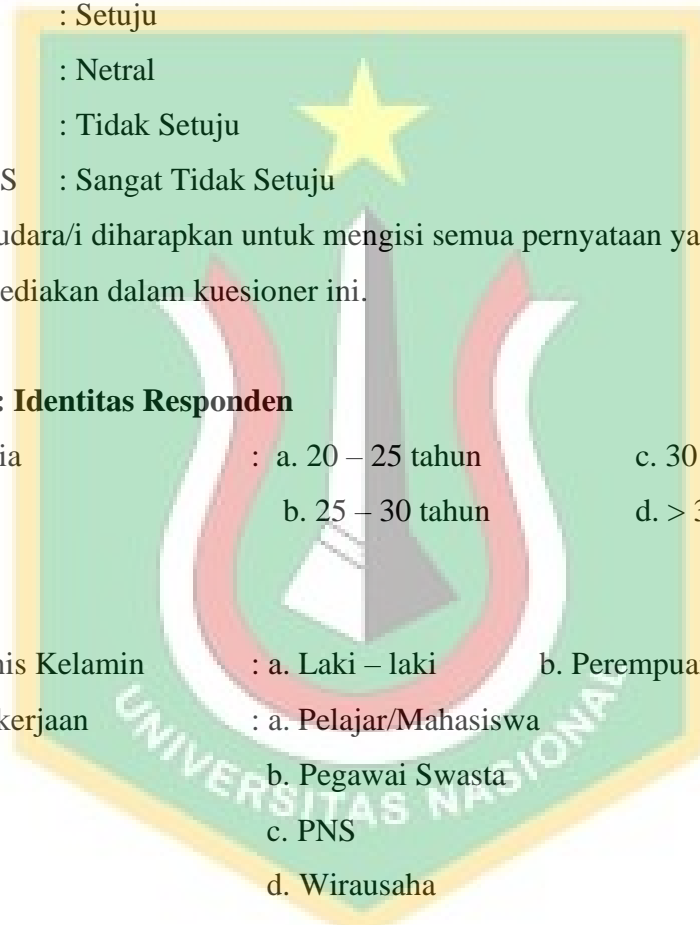 : Setuju
: Netral
: Tidak Setuju
S : Sangat Tidak Setuju
udara/i diharapkan untuk mengisi semua pernyataan ya
ediakan dalam kuesioner ini.
: Identitas Responden
ia : a. 20 – 25 tahun c. 30
b. 25 – 30 tahun d. > 3
nis Kelamin : a. Laki – laki b. Perempua
kerjaan : a. Pelajar/Mahasiswa
b. Pegawai Swasta
c. PNS
d. Wirausaha
UNIVERSITAS NASIONAL